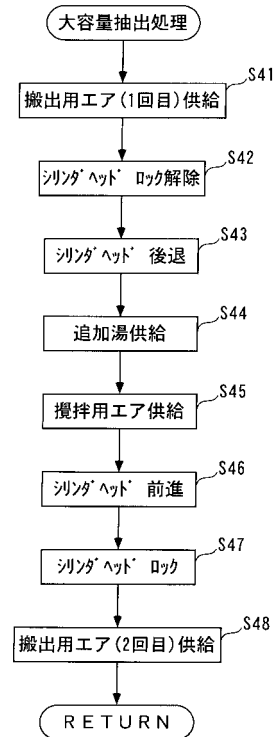 大容量抽出処理
S41
搬出用エア(1回目)供給
S42
ｼﾘﾝﾀﾞﾍｯﾄﾞ ロック解除
S43
ｼﾘﾝﾀﾞﾍｯﾄﾞ 後退
S44
追加湯供給
S45
攪拌用エア供給
S46
ｼﾘﾝﾀﾞﾍｯﾄﾞ 前進
S47
ｼﾘﾝﾀﾞﾍｯﾄﾞ ロック
S48
搬出用エア(2回目)供給
RETURN